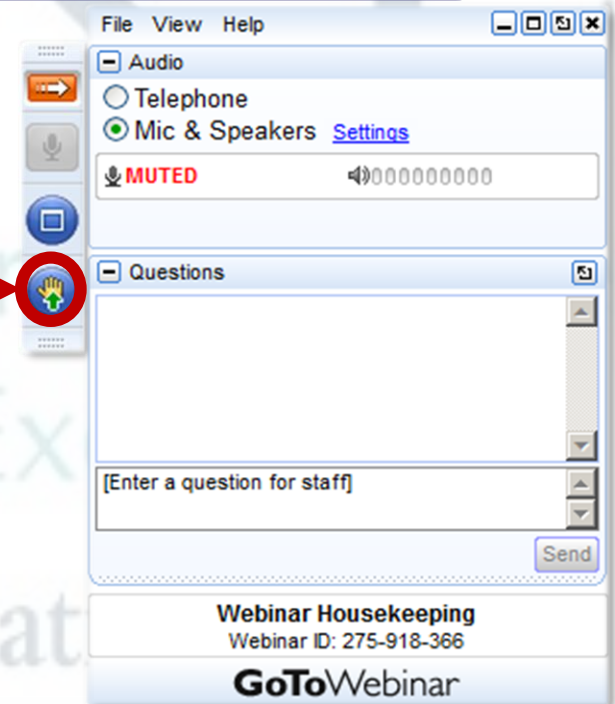 File View Help
Audio
Telephone
Mic & Speakers Settings
MUTED 000000000
Questions
[Enter a question for staff]
Send
Webinar Housekeeping
Webinar ID: 275-918-366
GoToWebinar